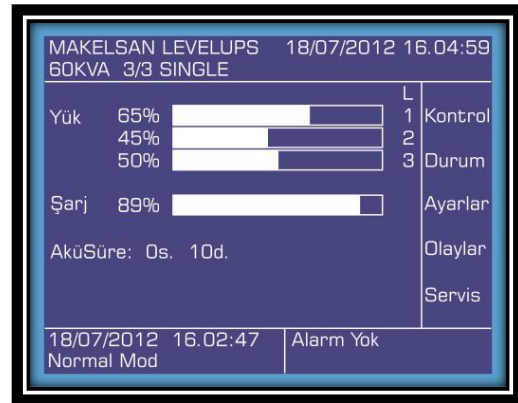 MAKELSAN LEVELUPS 18/07/2012 16.04:59
60KVA 3/3 SINGLE
L
Yük 65% 1
45% 2
50% 3
Şarj 89%
AküSüre: 0s. 10d.
Kontrol
Durum
Ayarlar
Olaylar
Servis
18/07/2012 16.02:47
Normal Mod
Alarm Yok